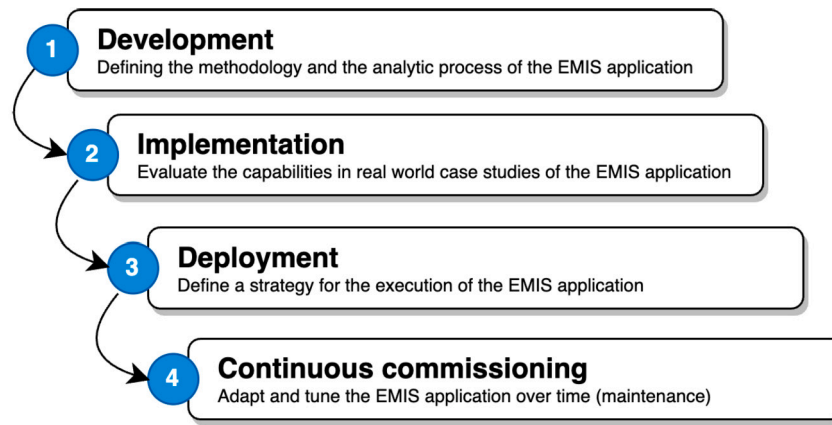 1
Development
Defining the methodology and the analytic process of the EMIS application
2
Implementation
Evaluate the capabilities in real world case studies of the EMIS application
3
Deployment
Define a strategy for the execution of the EMIS application
4
Continuous commissioning
Adapt and tune the EMIS application over time (maintenance)